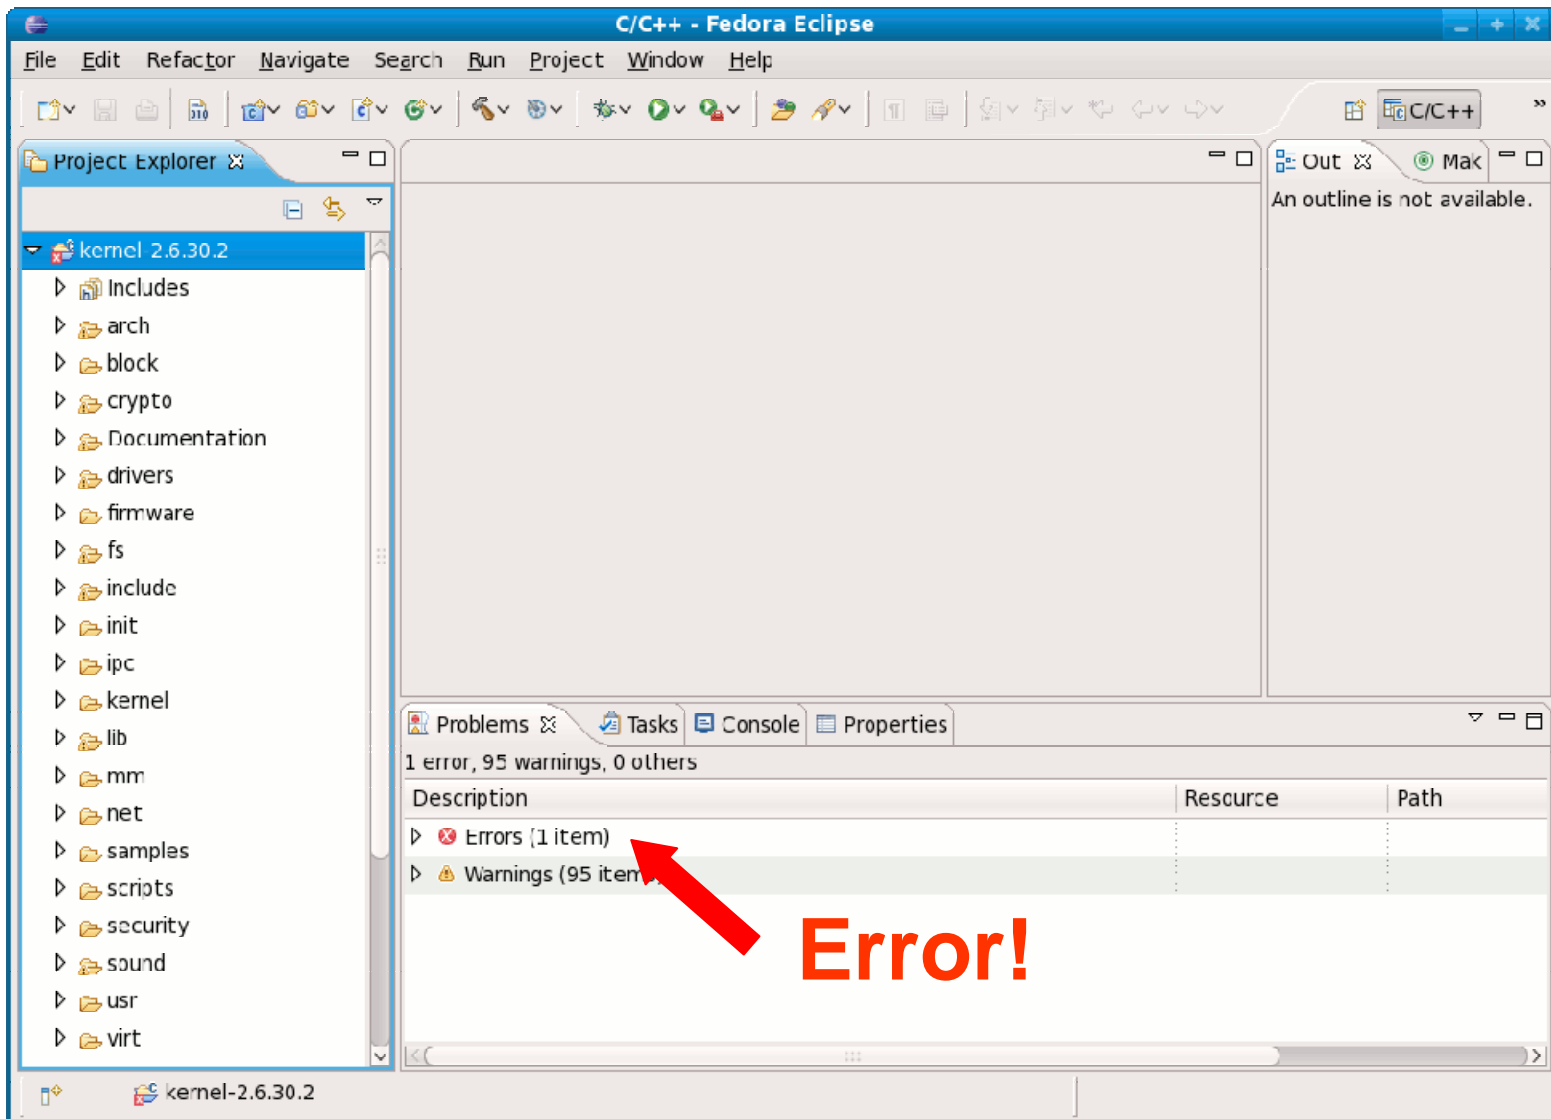 C/C++ - Fedora Eclipse
File Edit Refactor Navigate Search Run Project Window Help
010
C/C++ »
Project Explorer
Out Mak
An outline is not available.
kernel-2.6.30.2
Includes
arch
block
crypto
Documentation
drivers
firmware
fs
include
init
ipc
kernel
lib
mm
net
samples
scripts
security
sound
usr
virt
Problems Tasks Console Properties
1 error, 95 warnings, 0 others
Description Resource Path
Errors (1 item)
Warnings (95 items)
Error!
kernel-2.6.30.2